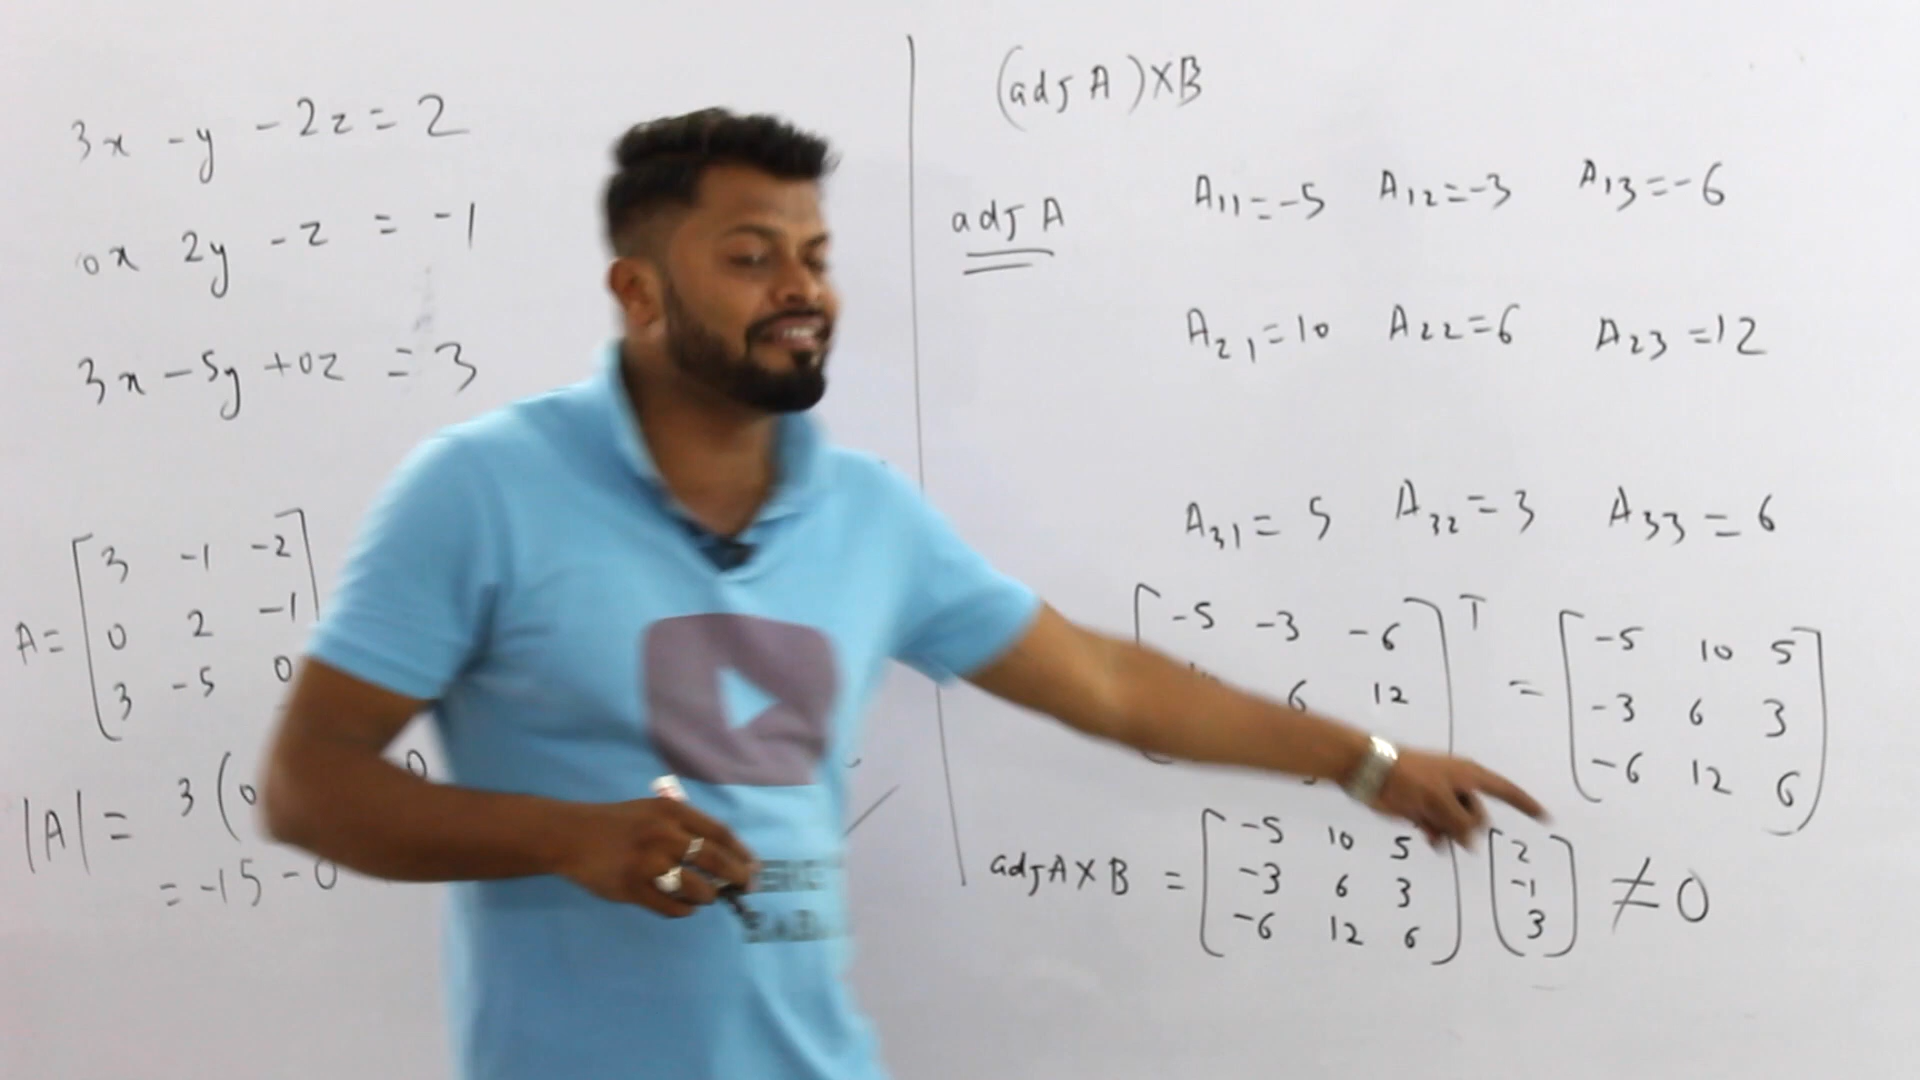 3x -y -2z = 2
0x 2y -z = -1
3x -5y +0z = 3
A = [3 -1 -2
0 2 -1
3 -5 0
|A| = 3(0
= -15 - 0
(adj A) × B
adj A
A11 = -5 A12 = -3 A13 = -6
A21 = 10 A22 = 6 A23 = 12
A31 = 5 A32 = 3 A33 = 6
[-5 -3 -6]T = [-5 10 5]
6 12 -3 6 3
-6 12 6
adj A × B = [-5 10 5] [2] ≠ 0
-3 6 3 -1
-6 12 6 3